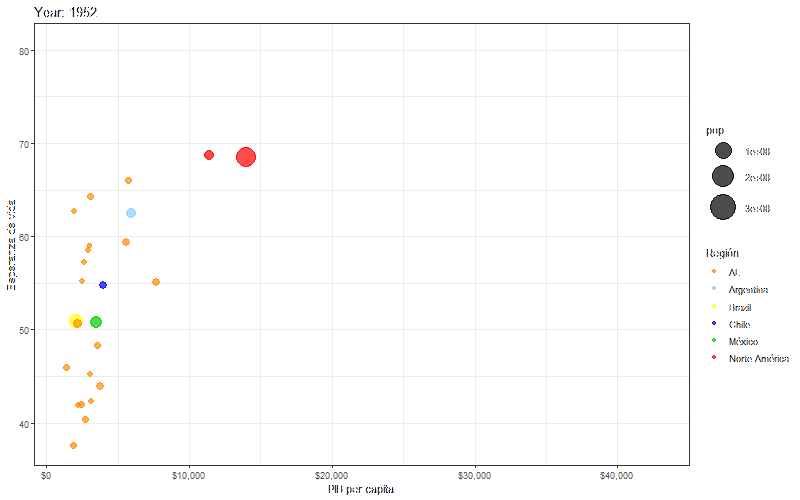 Year: 1952
80
70
60
50
40
Esperanza de vida
$0
$10,000
$20,000
$30,000
$40,000
PIB per capita
pop
1e+08
2e+08
3e+08
Región
AL
Argentina
Brazil
Chile
México
Norte América